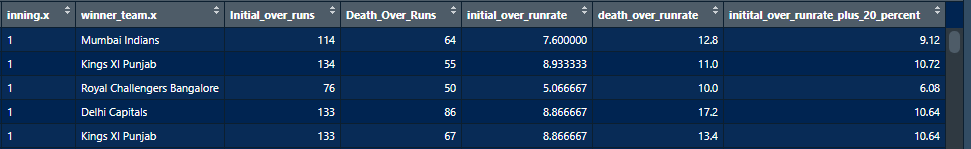 inning.x winner_team.x Initial_over_runs Death_Over_Runs initial_over_runrate death_over_runrate initital_over_runrate_plus_20_percent
1 Mumbai Indians 114 64 7.600000 12.8 9.12
1 Kings XI Punjab 134 55 8.933333 11.0 10.72
1 Royal Challengers Bangalore 76 50 5.066667 10.0 6.08
1 Delhi Capitals 133 86 8.866667 17.2 10.64
1 Kings XI Punjab 133 67 8.866667 13.4 10.64